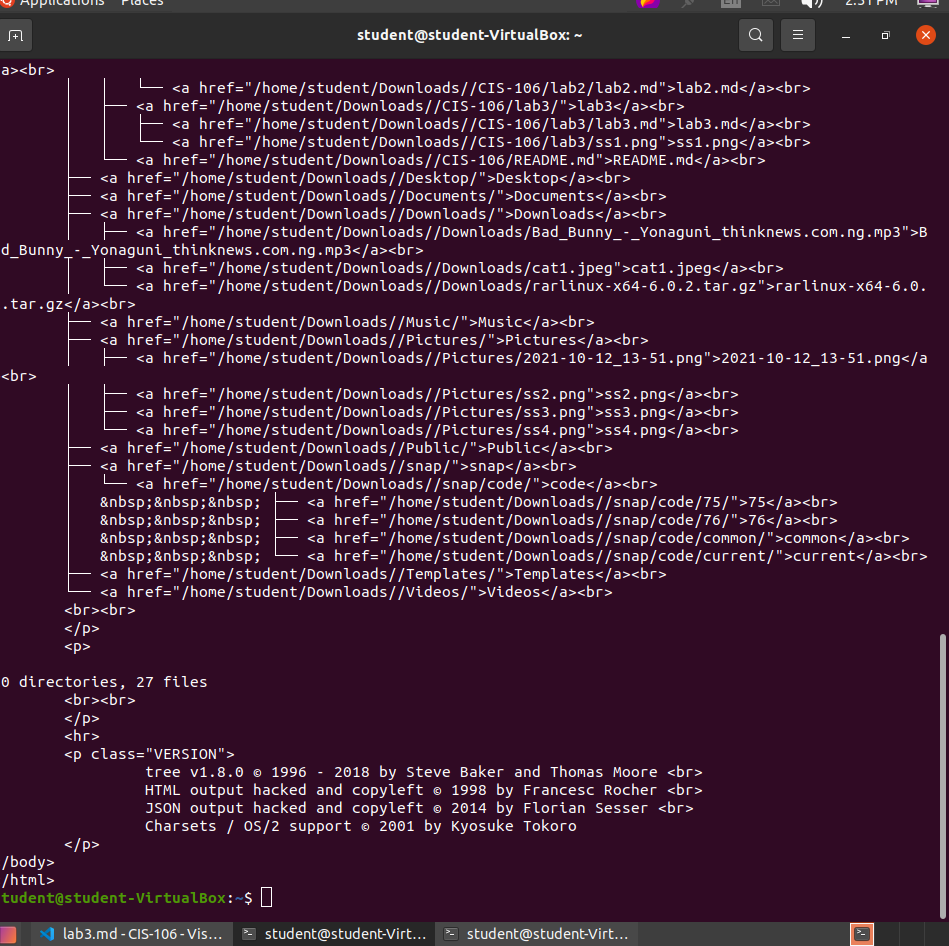 Applications Places
en 2:51 PM
student@student-VirtualBox: ~
a><br>
│   │   └── <a href="/home/student/Downloads//CIS-106/lab2/lab2.md">lab2.md</a><br>
│   ├── <a href="/home/student/Downloads//CIS-106/lab3/">lab3</a><br>
│   │   ├── <a href="/home/student/Downloads//CIS-106/lab3/lab3.md">lab3.md</a><br>
│   │   └── <a href="/home/student/Downloads//CIS-106/lab3/ss1.png">ss1.png</a><br>
│   └── <a href="/home/student/Downloads//CIS-106/README.md">README.md</a><br>
├── <a href="/home/student/Downloads//Desktop/">Desktop</a><br>
├── <a href="/home/student/Downloads//Documents/">Documents</a><br>
├── <a href="/home/student/Downloads//Downloads/">Downloads</a><br>
│   ├── <a href="/home/student/Downloads//Downloads/Bad_Bunny_-_Yonaguni_thinknews.com.ng.mp3">B
d_Bunny_-_Yonaguni_thinknews.com.ng.mp3</a><br>
│   ├── <a href="/home/student/Downloads//Downloads/cat1.jpeg">cat1.jpeg</a><br>
│   └── <a href="/home/student/Downloads//Downloads/rarlinux-x64-6.0.2.tar.gz">rarlinux-x64-6.0.
.tar.gz</a><br>
├── <a href="/home/student/Downloads//Music/">Music</a><br>
├── <a href="/home/student/Downloads//Pictures/">Pictures</a><br>
│   ├── <a href="/home/student/Downloads//Pictures/2021-10-12_13-51.png">2021-10-12_13-51.png</a
<br>
│   ├── <a href="/home/student/Downloads//Pictures/ss2.png">ss2.png</a><br>
│   ├── <a href="/home/student/Downloads//Pictures/ss3.png">ss3.png</a><br>
│   └── <a href="/home/student/Downloads//Pictures/ss4.png">ss4.png</a><br>
├── <a href="/home/student/Downloads//Public/">Public</a><br>
├── <a href="/home/student/Downloads//snap/">snap</a><br>
│   └── <a href="/home/student/Downloads//snap/code/">code</a><br>
│   &nbsp;&nbsp;&nbsp; ├── <a href="/home/student/Downloads//snap/code/75/">75</a><br>
│   &nbsp;&nbsp;&nbsp; ├── <a href="/home/student/Downloads//snap/code/76/">76</a><br>
│   &nbsp;&nbsp;&nbsp; ├── <a href="/home/student/Downloads//snap/code/common/">common</a><br>
│   &nbsp;&nbsp;&nbsp; └── <a href="/home/student/Downloads//snap/code/current/">current</a><br>
├── <a href="/home/student/Downloads//Templates/">Templates</a><br>
└── <a href="/home/student/Downloads//Videos/">Videos</a><br>
<br><br>
</p>
<p>
0 directories, 27 files
<br><br>
</p>
<hr>
<p class="VERSION">
tree v1.8.0 © 1996 - 2018 by Steve Baker and Thomas Moore <br>
HTML output hacked and copyleft © 1998 by Francesc Rocher <br>
JSON output hacked and copyleft © 2014 by Florian Sesser <br>
Charsets / OS/2 support © 2001 by Kyosuke Tokoro
</p>
/body>
/html>
tudent@student-VirtualBox:~$
lab3.md - CIS-106 - Vis... student@student-Virt... student@student-Virt...